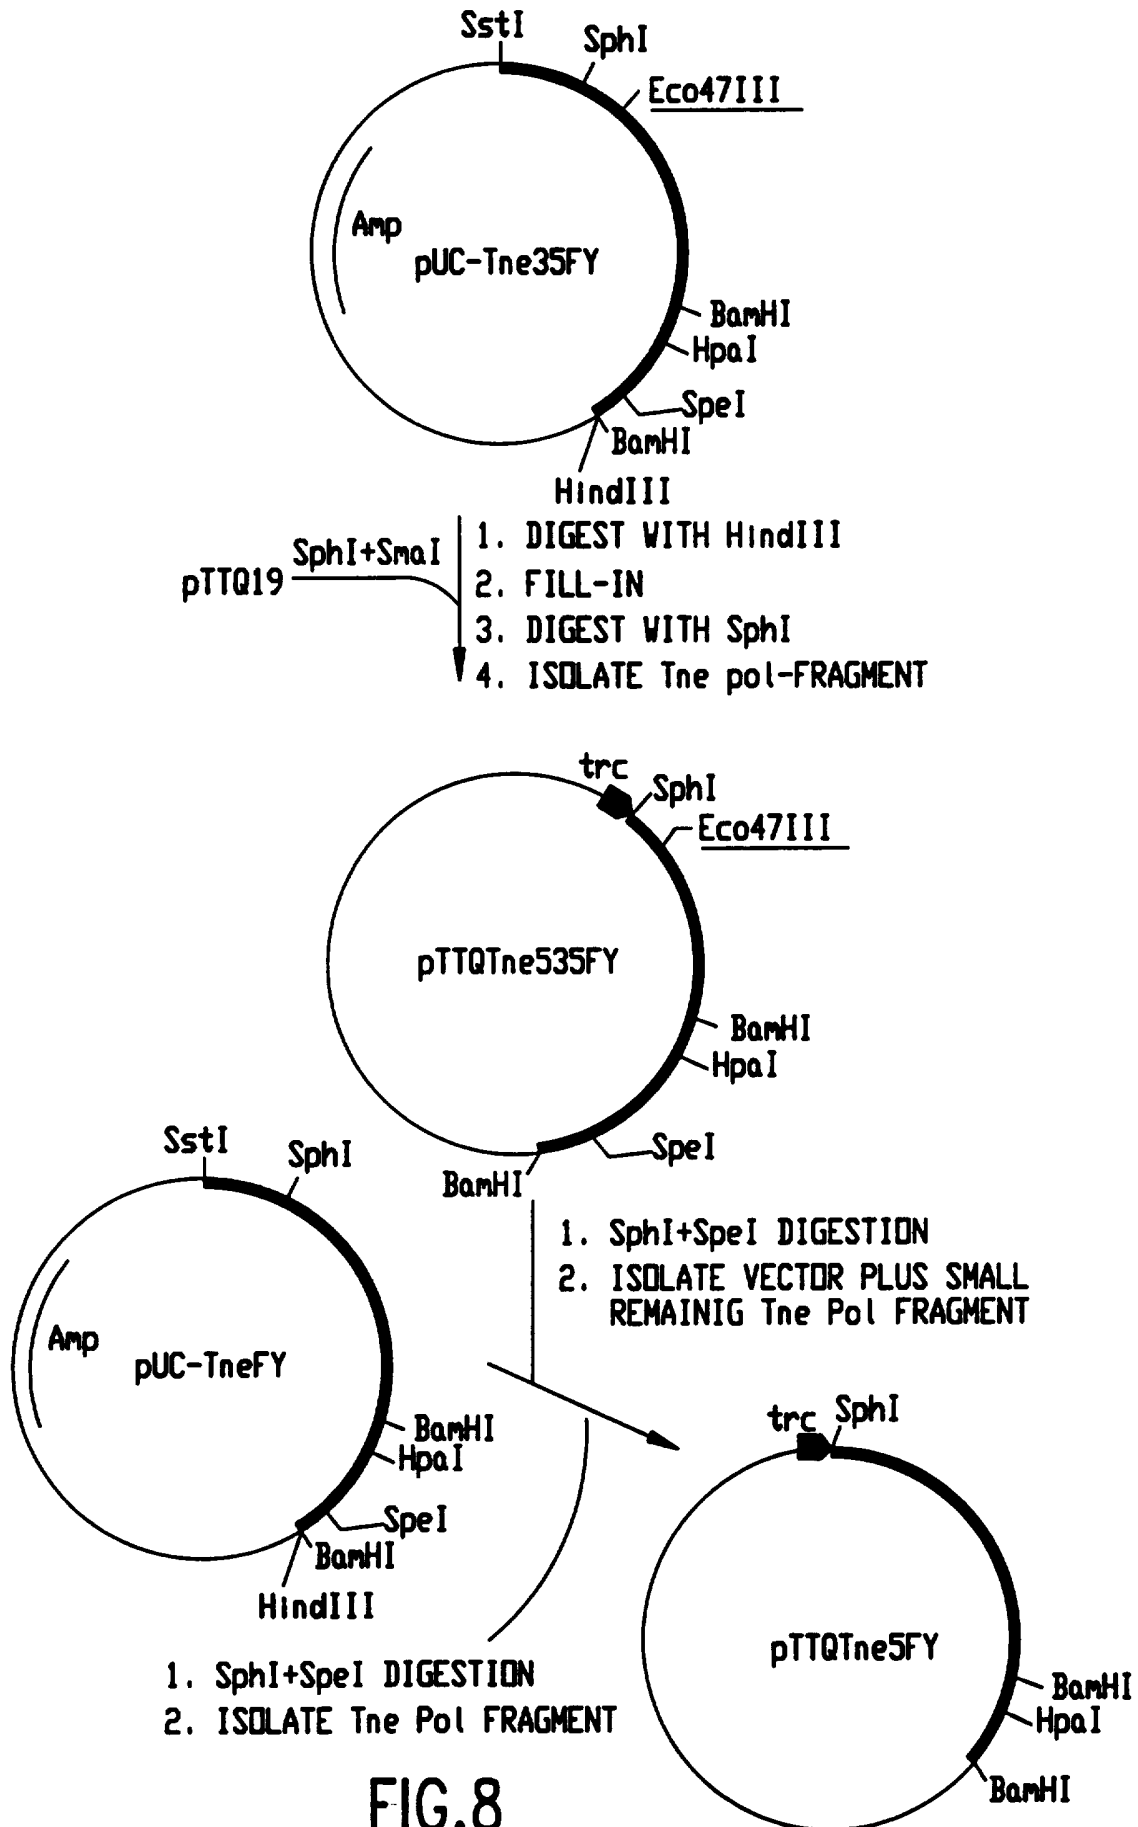 SstI
SphI
Eco47III
Amp
pUC-Tne35FY
BamHI
HpaI
SpeI
BamHI
HindIII
pTTQ19
SphI+SmaI
1. DIGEST WITH HindIII
2. FILL-IN
3. DIGEST WITH SphI
4. ISOLATE Tne pol-FRAGMENT
trc
SphI
Eco47III
pTTQTne535FY
BamHI
HpaI
SpeI
BamHI
1. SphI+SpeI DIGESTION
2. ISOLATE VECTOR PLUS SMALL
REMAINIG Tne Pol FRAGMENT
SstI
SphI
Amp
pUC-TneFY
BamHI
HpaI
SpeI
BamHI
HindIII
1. SphI+SpeI DIGESTION
2. ISOLATE Tne Pol FRAGMENT
trc
SphI
pTTQTne5FY
BamHI
HpaI
BamHI
FIG.8